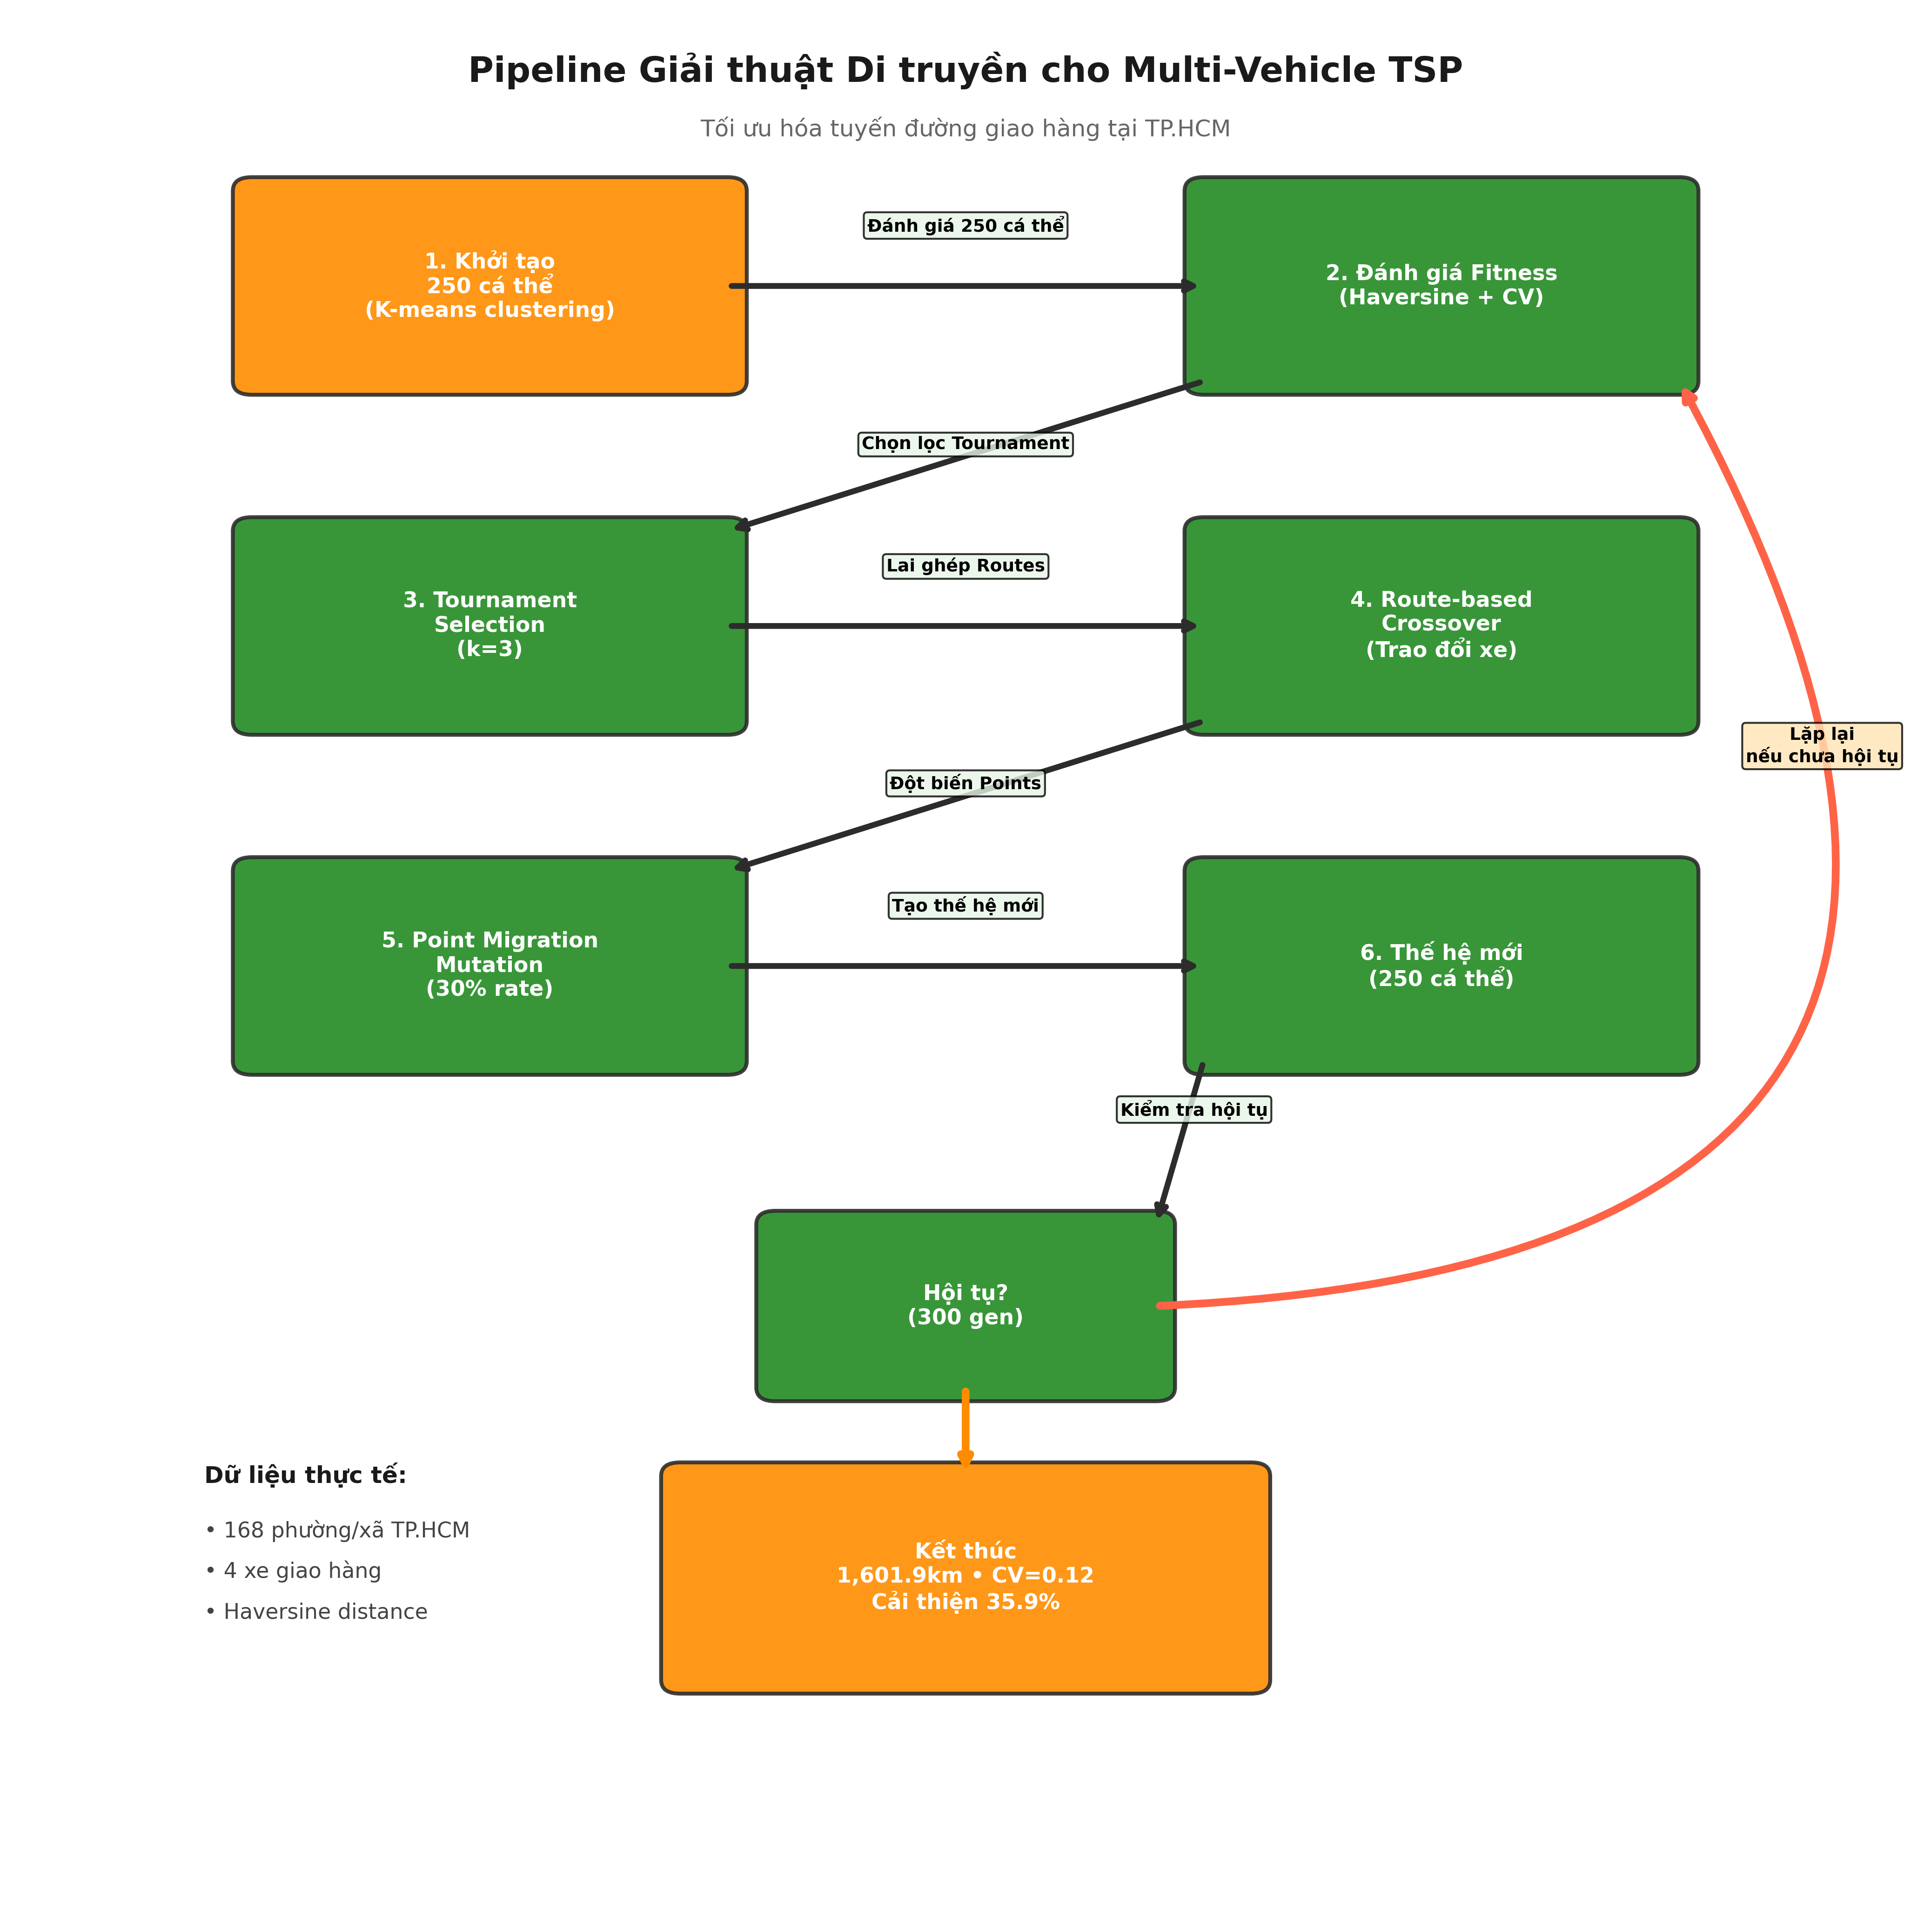 Pipeline Giải thuật Di truyền cho Multi-Vehicle TSP
Tối ưu hóa tuyến đường giao hàng tại TP.HCM
1. Khởi tạo
250 cá thể
(K-means clustering)
Đánh giá 250 cá thể
2. Đánh giá Fitness
(Haversine + CV)
Chọn lọc Tournament
3. Tournament
Selection
(k=3)
Lai ghép Routes
4. Route-based
Crossover
(Trao đổi xe)
Đột biến Points
5. Point Migration
Mutation
(30% rate)
Tạo thế hệ mới
6. Thế hệ mới
(250 cá thể)
Lặp lại
nếu chưa hội tụ
Kiểm tra hội tụ
Hội tụ?
(300 gen)
Kết thúc
1,601.9km • CV=0.12
Cải thiện 35.9%
Dữ liệu thực tế:
• 168 phường/xã TP.HCM
• 4 xe giao hàng
• Haversine distance